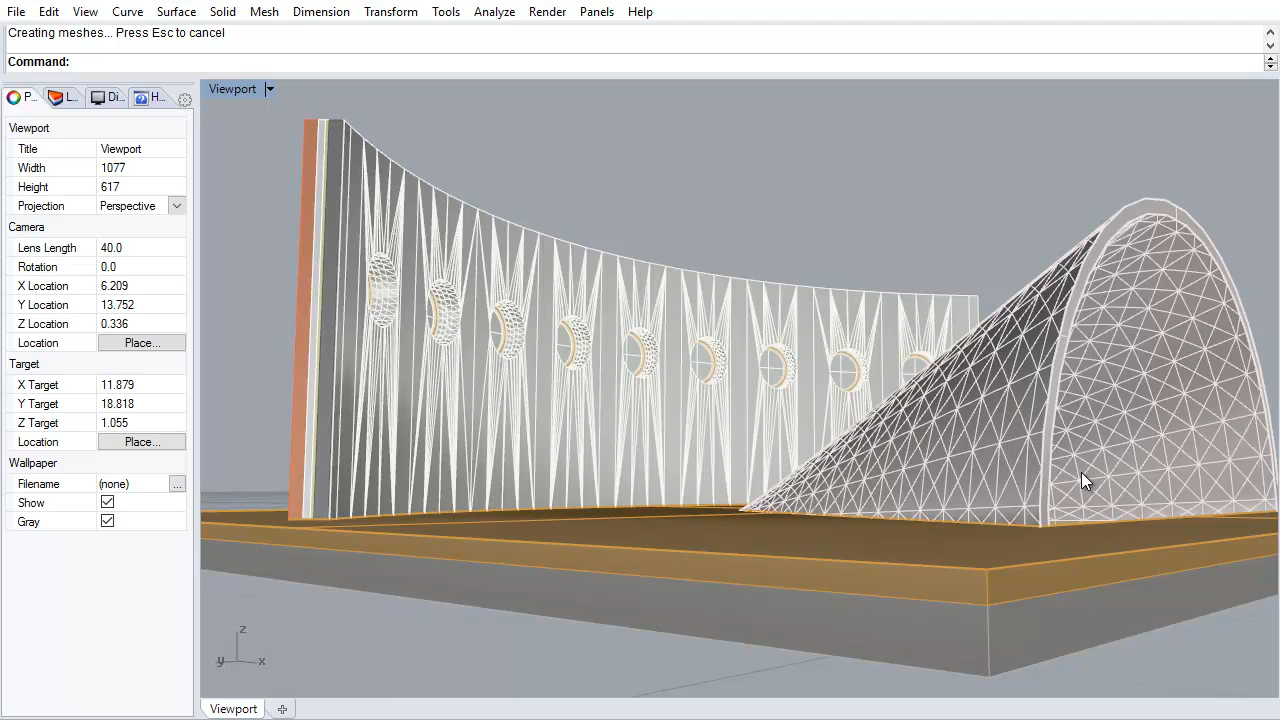 File Edit View Curve Surface Solid Mesh Dimension Transform Tools Analyze Render Panels Help
Creating meshes... Press Esc to cancel
Command:
P... L... Di... H...
Viewport
Viewport
Title Viewport
Width 1077
Height 617
Projection Perspective
Camera
Lens Length 40.0
Rotation 0.0
X Location 6.209
Y Location 13.752
Z Location 0.336
Location Place...
Target
X Target 11.879
Y Target 18.818
Z Target 1.055
Location Place...
Wallpaper
Filename (none) ...
Show
Gray
z
y x
Viewport